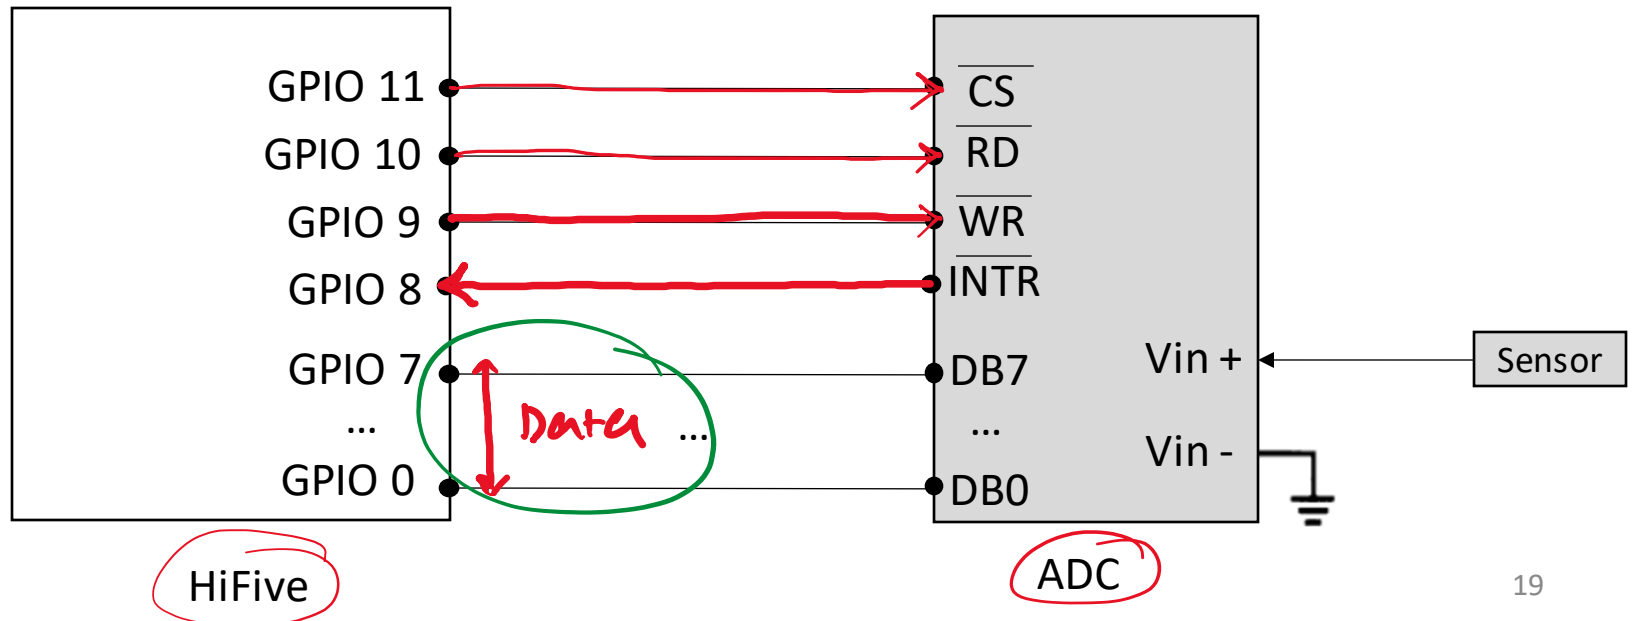 GPIO 11
CS
GPIO 10
RD
GPIO 9
WR
GPIO 8
INTR
GPIO 7
DB7
Vin +
Sensor
...
Data
...
...
Vin -
GPIO 0
DB0
HiFive
ADC
19